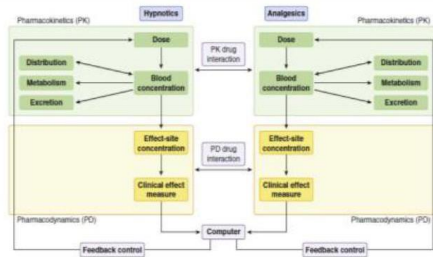 Hypnotics
Analgesics
Pharmacokinetics (PK)
Pharmacokinetics (PK)
Dose
PK drug
interaction
Dose
Distribution
Metabolism
Excretion
Blood
concentration
Blood
concentration
Distribution
Metabolism
Excretion
Effect-site
concentration
PD drug
interaction
Effect-site
concentration
Clinical effect
measure
Clinical effect
measure
Pharmacodynamics (PD)
Pharmacodynamics (PD)
Computer
Feedback control
Feedback control